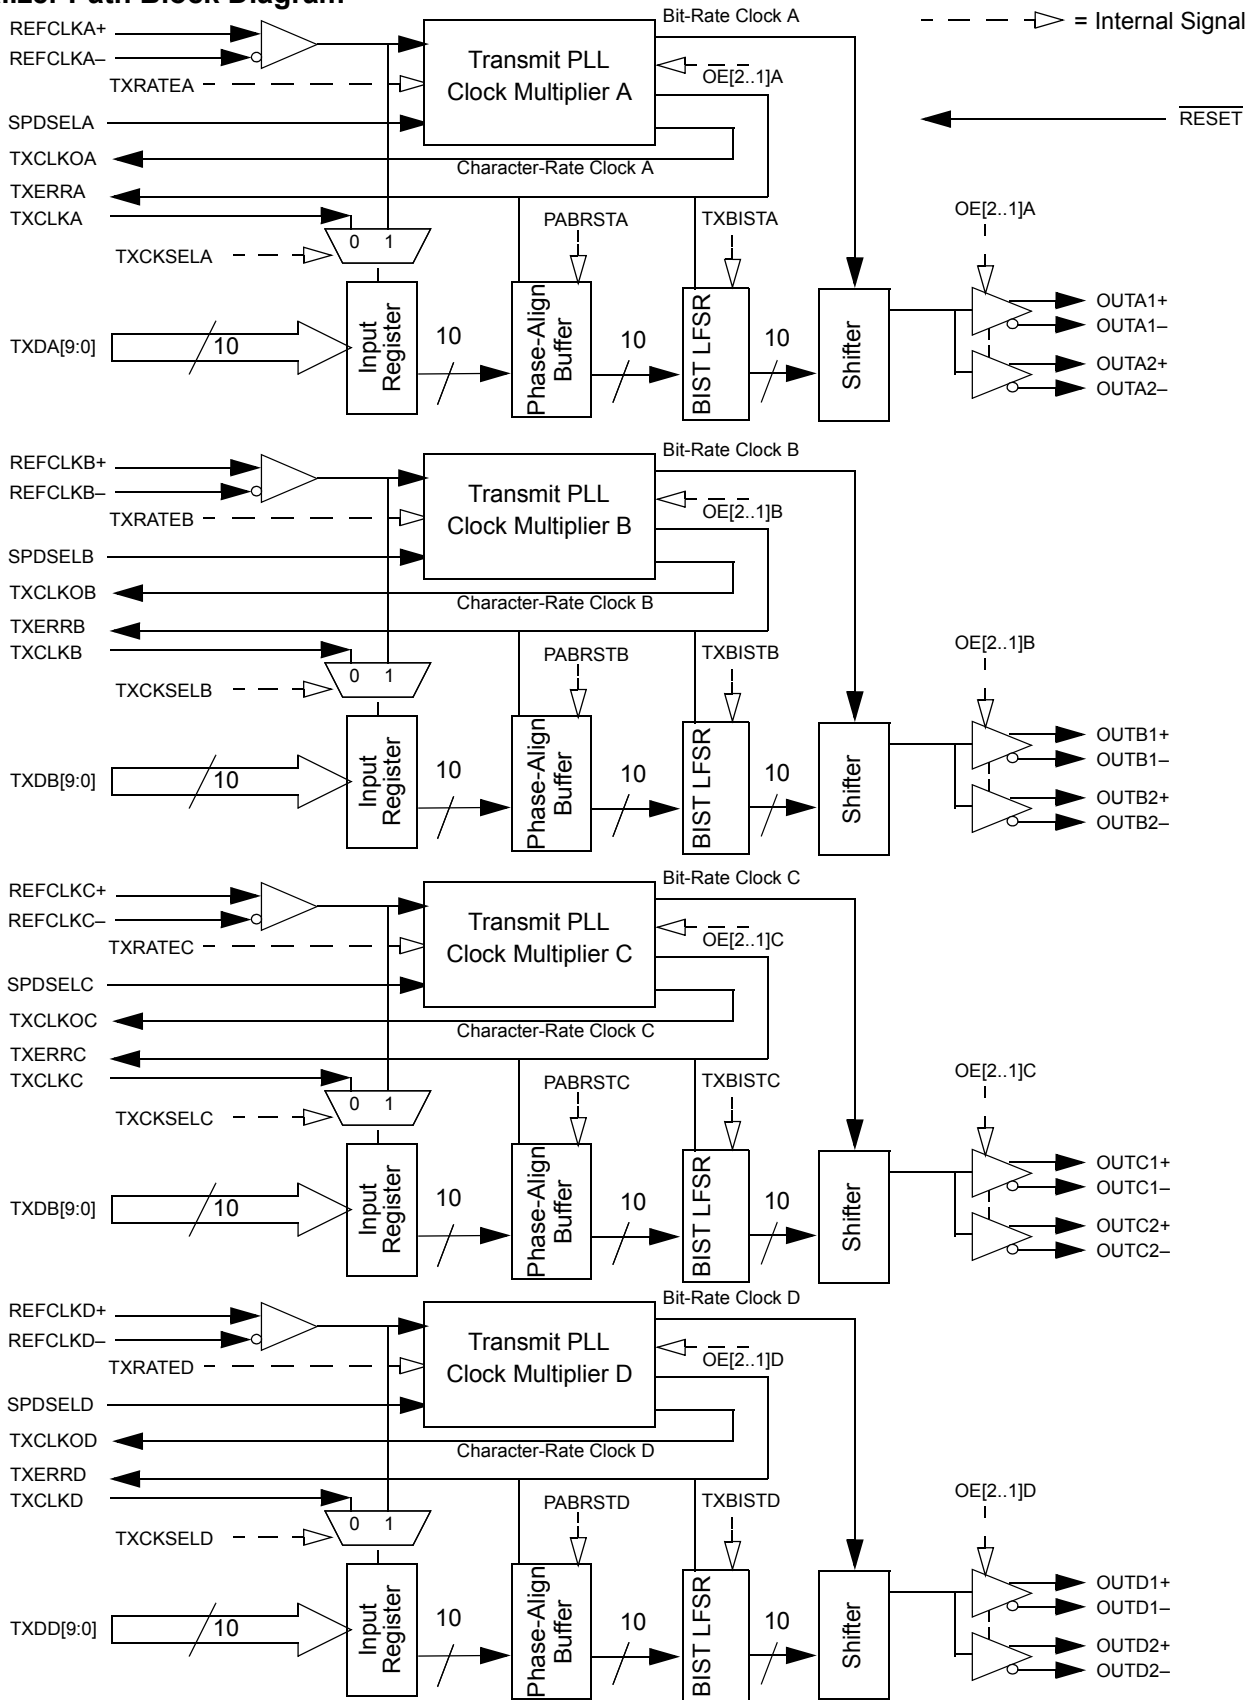 Bit-Rate Clock A
= Internal Signal
REFCLKA+
REFCLKA–
TXRATEA
Transmit PLL
Clock Multiplier A
OE[2..1]A
SPDSELA
RESET
TXCLKOA
Character-Rate Clock A
TXERRA
TXCLKA
PABRSTA
TXBISTA
OE[2..1]A
0 1
TXCKSELA
TXDA[9:0]
10
Input
Register
10
Phase-Align
Buffer
10
BIST LFSR
10
Shifter
OUTA1+
OUTA1–
OUTA2+
OUTA2–
Bit-Rate Clock B
REFCLKB+
REFCLKB–
TXRATEB
Transmit PLL
Clock Multiplier B
OE[2..1]B
SPDSELB
TXCLKOB
Character-Rate Clock B
TXERRB
TXCLKB
PABRSTB
TXBISTB
OE[2..1]B
0 1
TXCKSELB
TXDB[9:0]
10
Input
Register
10
Phase-Align
Buffer
10
BIST LFSR
10
Shifter
OUTB1+
OUTB1–
OUTB2+
OUTB2–
Bit-Rate Clock C
REFCLKC+
REFCLKC–
TXRATEC
Transmit PLL
Clock Multiplier C
OE[2..1]C
SPDSELC
TXCLKOC
Character-Rate Clock C
TXERRC
TXCLKC
PABRSTC
TXBISTC
OE[2..1]C
0 1
TXCKSELC
TXDB[9:0]
10
Input
Register
10
Phase-Align
Buffer
10
BIST LFSR
10
Shifter
OUTC1+
OUTC1–
OUTC2+
OUTC2–
Bit-Rate Clock D
REFCLKD+
REFCLKD–
TXRATED
Transmit PLL
Clock Multiplier D
OE[2..1]D
SPDSELD
TXCLKOD
Character-Rate Clock D
TXERRD
TXCLKD
PABRSTD
TXBISTD
OE[2..1]D
0 1
TXCKSELD
TXDD[9:0]
10
Input
Register
10
Phase-Align
Buffer
10
BIST LFSR
10
Shifter
OUTD1+
OUTD1–
OUTD2+
OUTD2–